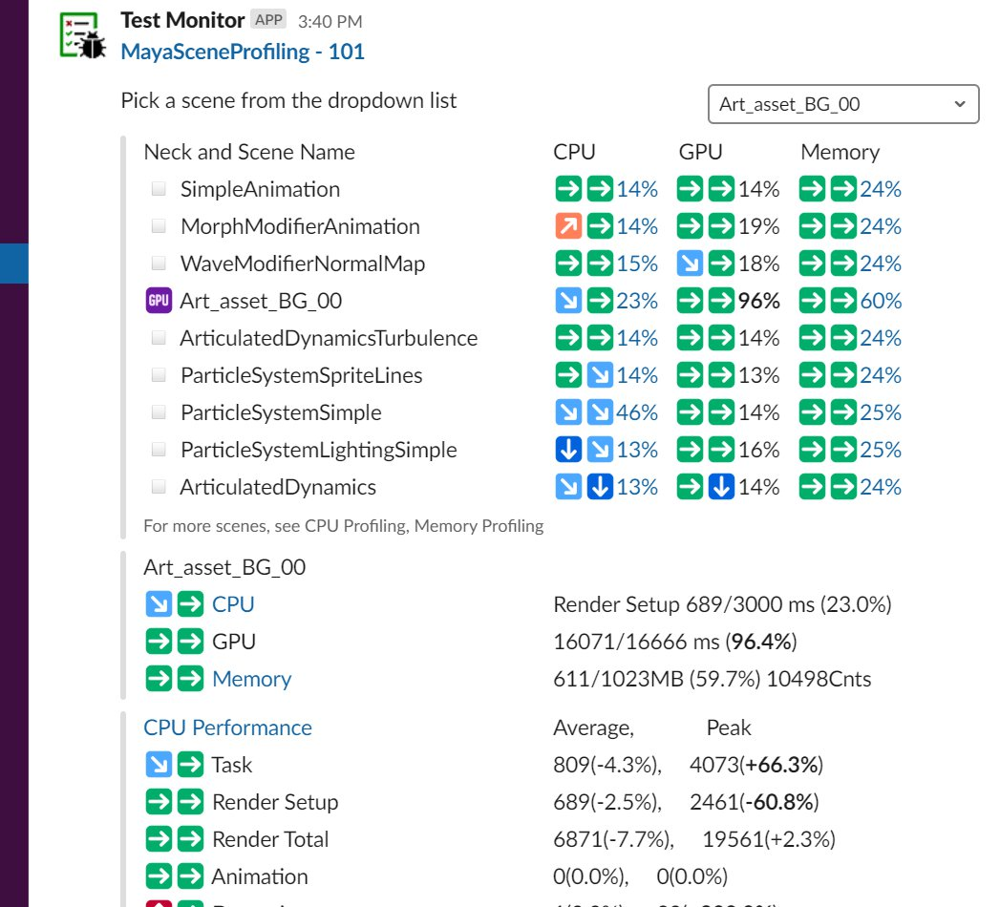 Test Monitor APP 3:40 PM
MayaSceneProfiling - 101
Pick a scene from the dropdown list
Art_asset_BG_00
Neck and Scene Name CPU GPU Memory
SimpleAnimation 14% 14% 24%
MorphModifierAnimation 14% 19% 24%
WaveModifierNormalMap 15% 18% 24%
GPU Art_asset_BG_00 23% 96% 60%
ArticulatedDynamicsTurbulence 14% 14% 24%
ParticleSystemSpriteLines 14% 13% 24%
ParticleSystemSimple 46% 14% 25%
ParticleSystemLightingSimple 13% 16% 25%
ArticulatedDynamics 13% 14% 24%
For more scenes, see CPU Profiling, Memory Profiling
Art_asset_BG_00
CPU Render Setup 689/3000 ms (23.0%)
GPU 16071/16666 ms (96.4%)
Memory 611/1023MB (59.7%) 10498Cnts
CPU Performance Average, Peak
Task 809(-4.3%), 4073(+66.3%)
Render Setup 689(-2.5%), 2461(-60.8%)
Render Total 6871(-7.7%), 19561(+2.3%)
Animation 0(0.0%), 0(0.0%)